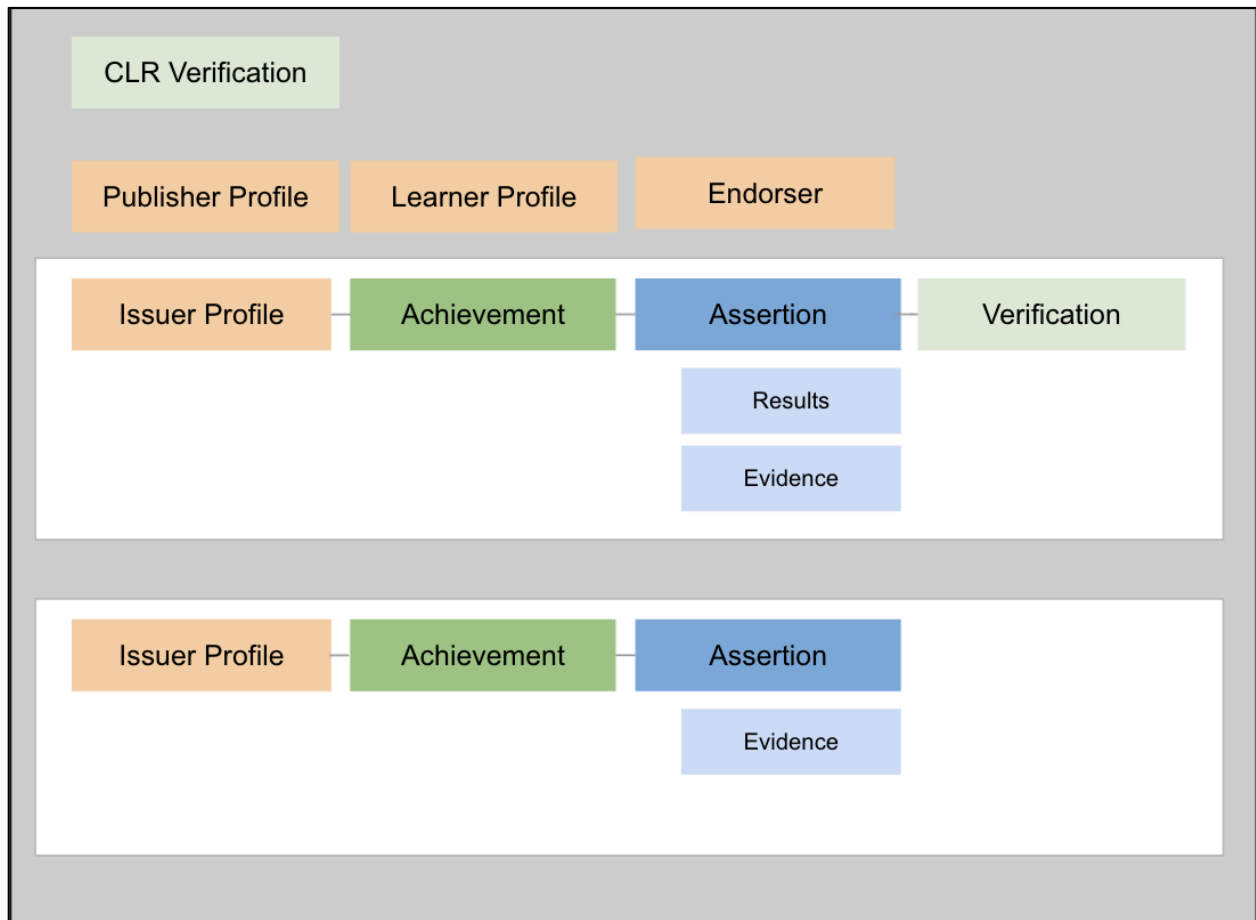 CLR Verification
Publisher Profile
Learner Profile
Endorser
Issuer Profile
Achievement
Assertion
Verification
Results
Evidence
Issuer Profile
Achievement
Assertion
Evidence